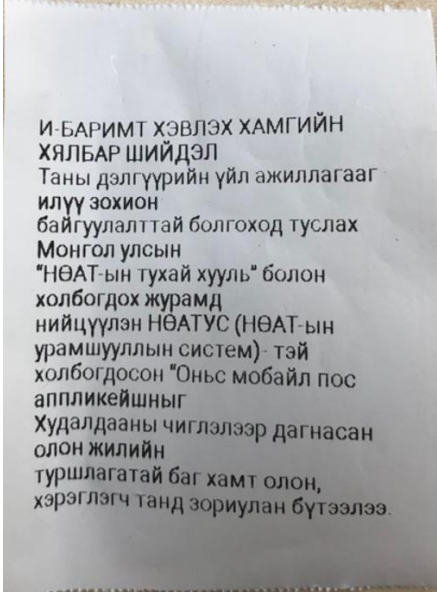 И-БАРИМТ ХЭВЛЭХ ХАМГИЙН
ХЯЛБАР ШИЙДЭЛ
Таны дэлгүүрийн үйл ажиллагааг
илүү зохион
байгуулалттай болгоход туслах
Монгол улсын
"НӨАТ-ын тухай хууль" болон
холбогдох журамд
нийцүүлэн НӨАТУС (НӨАТ-ын
урамшууллын систем)- тэй
холбогдосон "Оньс мобайл пос
аппликейшныг
Худалдааны чиглэлээр дагнасан
олон жилийн
туршлагатай баг хамт олон,
хэрэглэгч танд зориулан бүтээлээ.